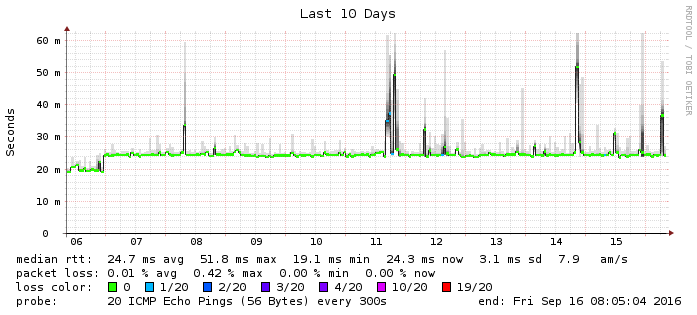 Last 10 Days
RRDTOOL / TOBI OETIKER
Seconds
60 m
50 m
40 m
30 m
20 m
10 m
0
06 07 08 09 10 11 12 13 14 15
median rtt: 24.7 ms avg 51.8 ms max 19.1 ms min 24.3 ms now 3.1 ms sd 7.9 am/s
packet loss: 0.01 % avg 0.42 % max 0.00 % min 0.00 % now
loss color: 0 1/20 2/20 3/20 4/20 10/20 19/20
probe: 20 ICMP Echo Pings (56 Bytes) every 300s end: Fri Sep 16 08:05:04 2016